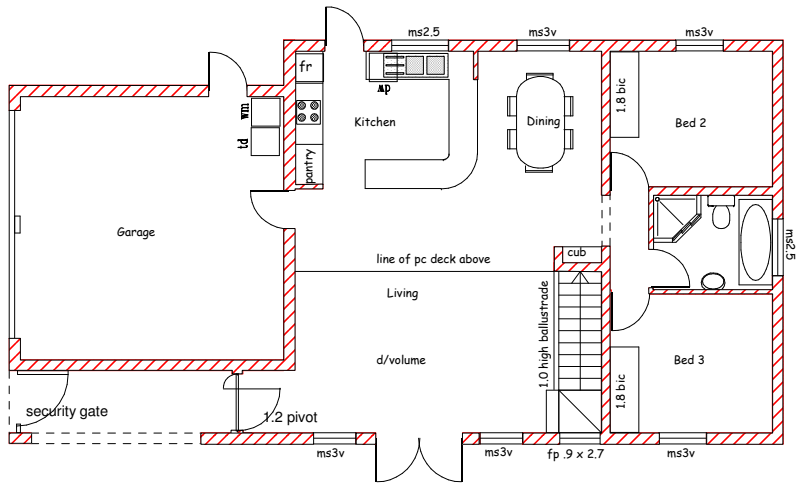 ms2.5
ms3v
ms3v
fr
mp
1.8 bic
wm
Kitchen
Dining
Bed 2
td
pantry
Garage
ms2.5
cub
line of pc deck above
Living
1.0 high ballustrade
d/volume
Bed 3
1.8 bic
security gate
1.2 pivot
ms3v
ms3v
fp .9 x 2.7
ms3v